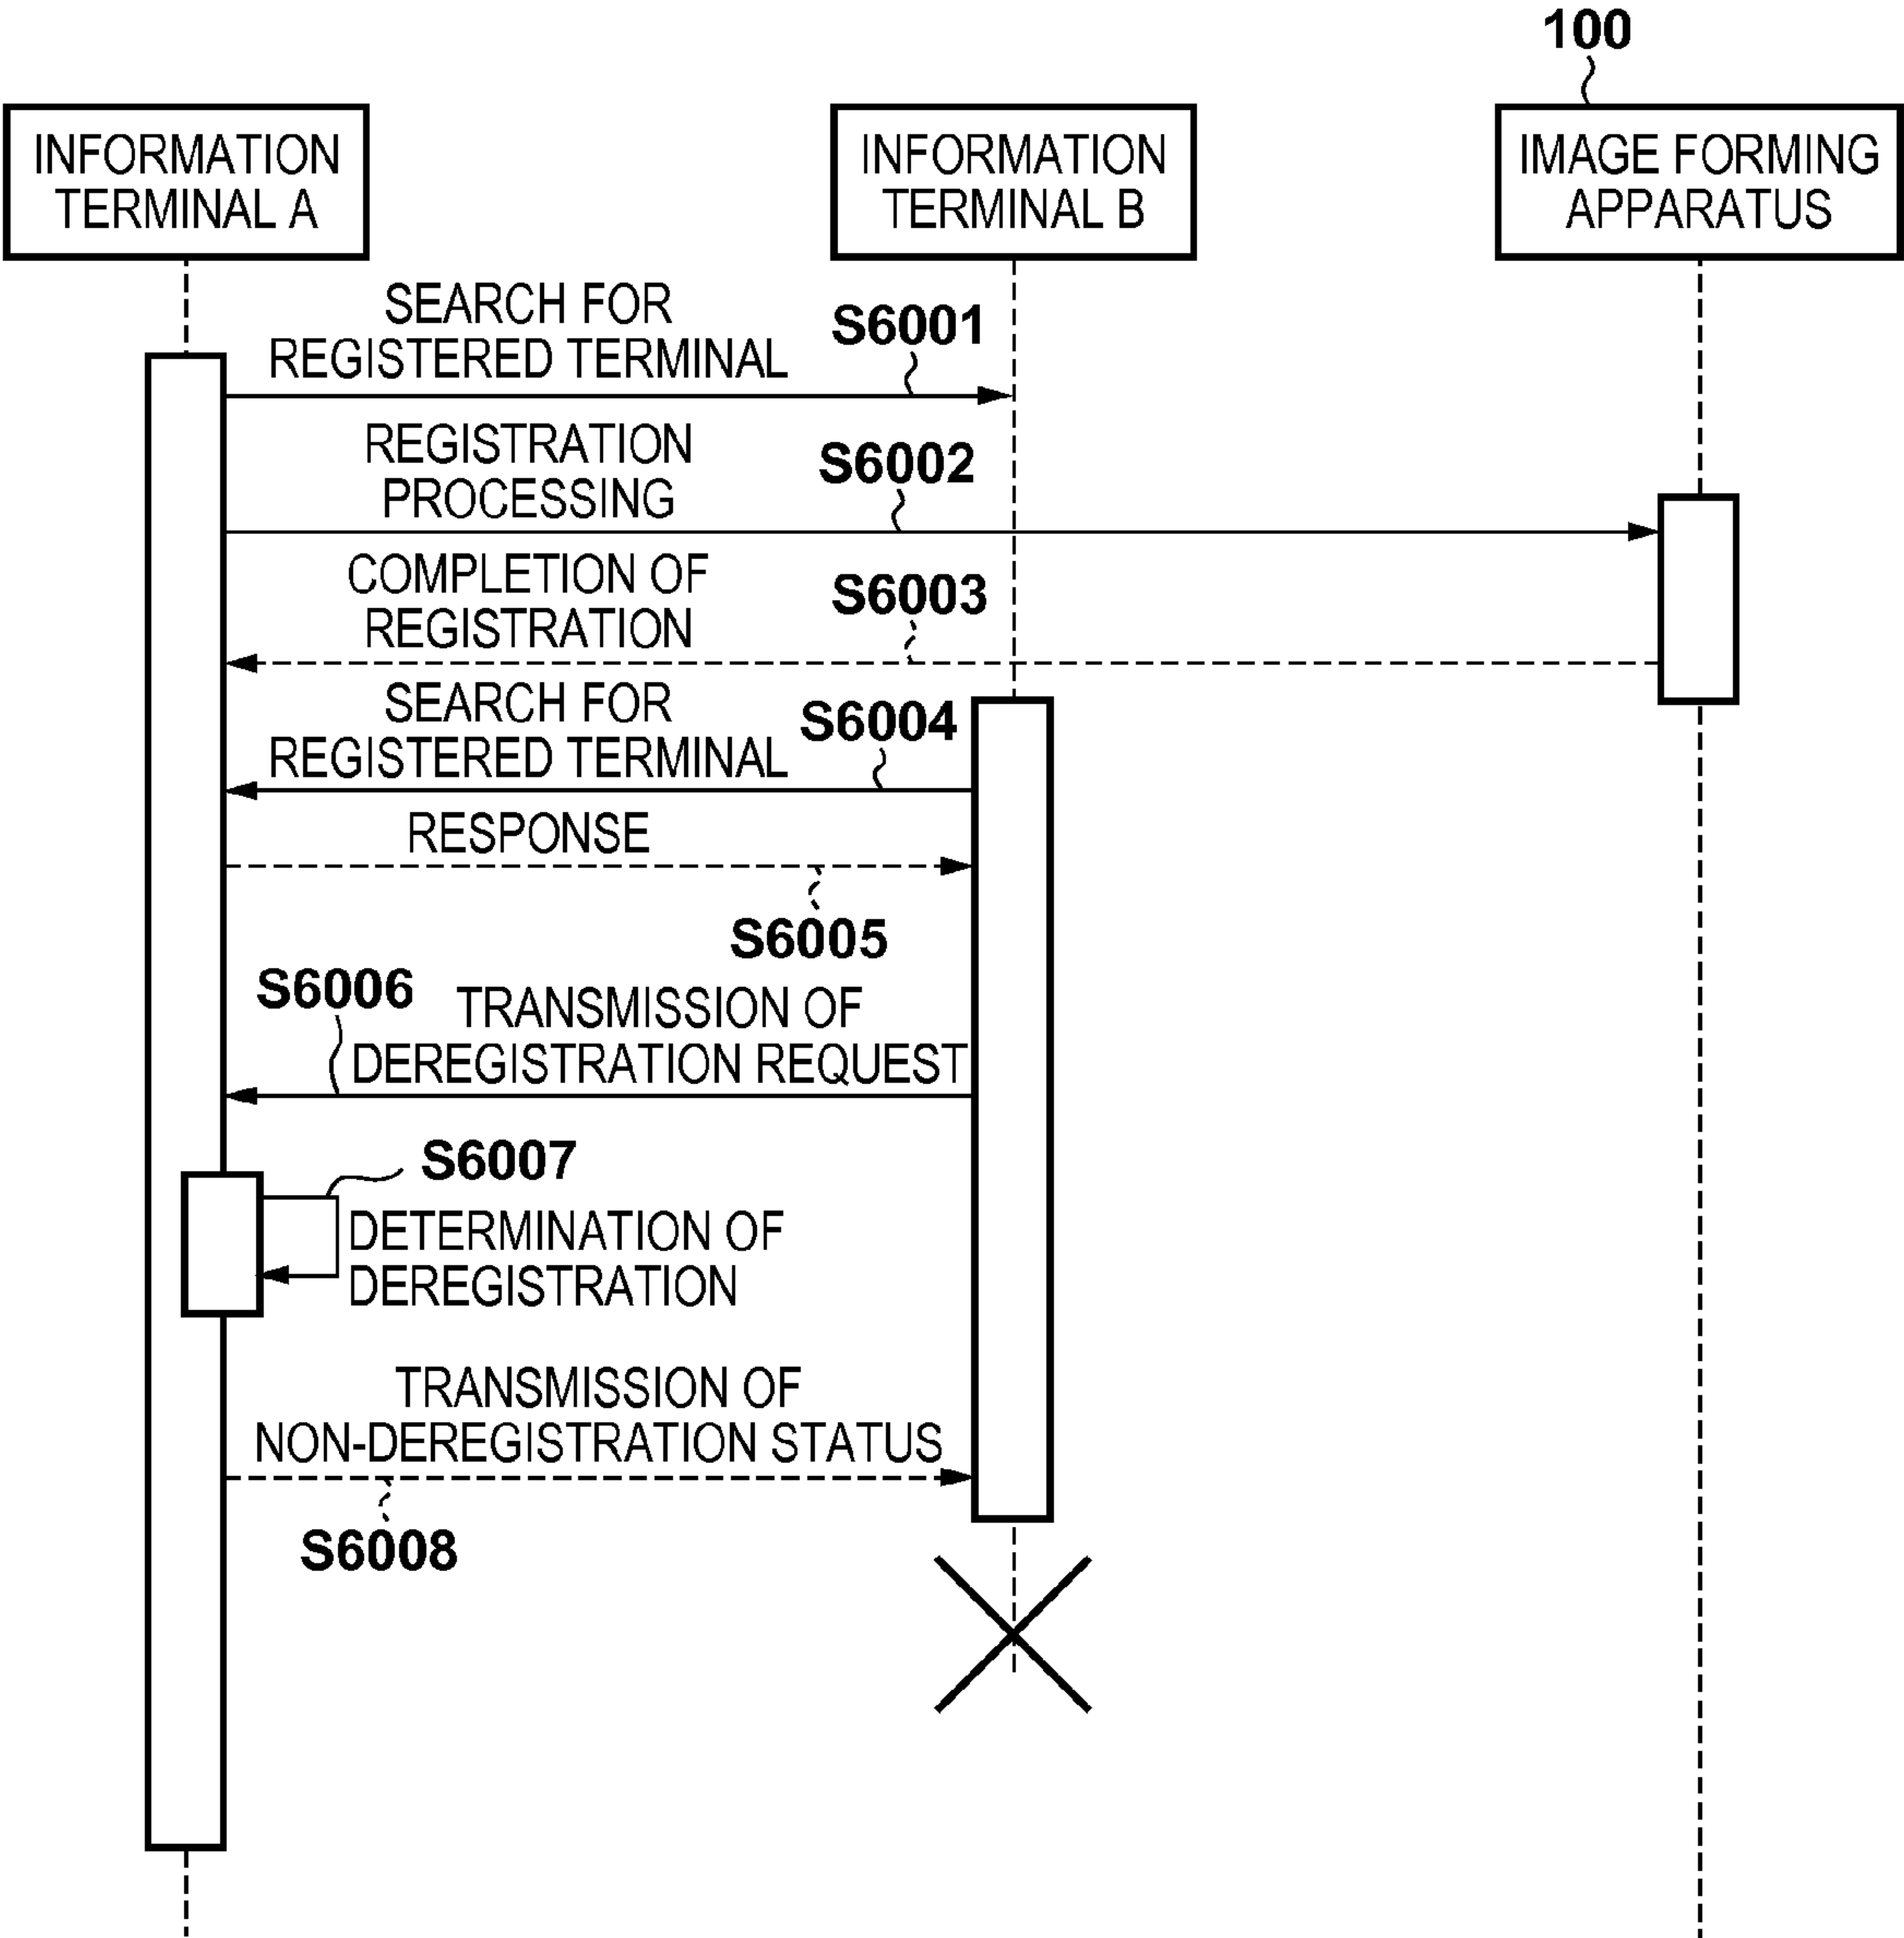 100
INFORMATION
TERMINAL A
INFORMATION
TERMINAL B
IMAGE FORMING
APPARATUS
SEARCH FOR
REGISTERED TERMINAL
S6001
REGISTRATION
PROCESSING
S6002
COMPLETION OF
REGISTRATION
S6003
SEARCH FOR
REGISTERED TERMINAL
S6004
RESPONSE
S6005
S6006
TRANSMISSION OF
DEREGISTRATION REQUEST
S6007
DETERMINATION OF
DEREGISTRATION
TRANSMISSION OF
NON-DEREGISTRATION STATUS
S6008